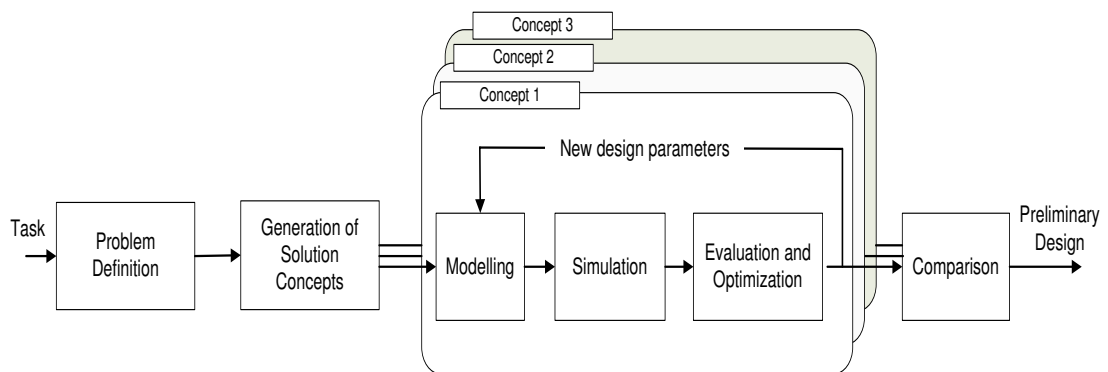 Concept 3
Concept 2
Concept 1
New design parameters
Task
Problem
Definition
Generation of
Solution
Concepts
Modelling
Simulation
Evaluation and
Optimization
Comparison
Preliminary
Design